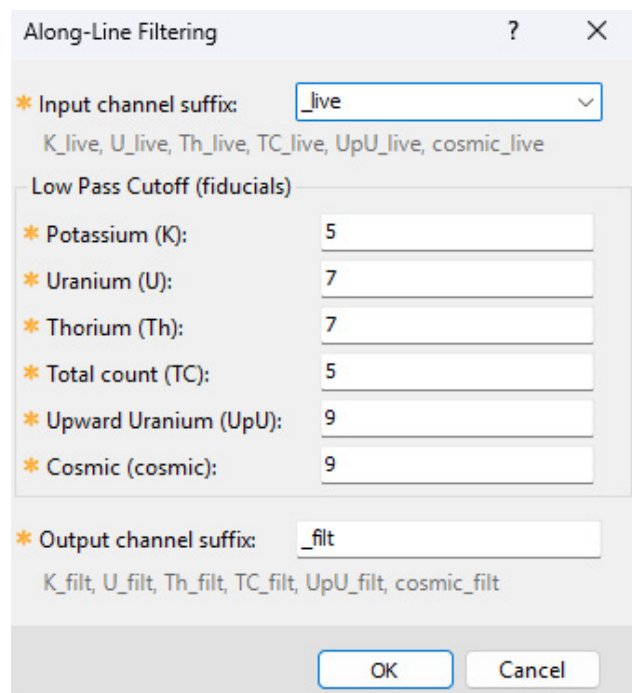 Along-Line Filtering ? ×
* Input channel suffix: _live
K_live, U_live, Th_live, TC_live, UpU_live, cosmic_live
Low Pass Cutoff (fiducials)
* Potassium (K): 5
* Uranium (U): 7
* Thorium (Th): 7
* Total count (TC): 5
* Upward Uranium (UpU): 9
* Cosmic (cosmic): 9
* Output channel suffix: _filt
K_filt, U_filt, Th_filt, TC_filt, UpU_filt, cosmic_filt
OK Cancel